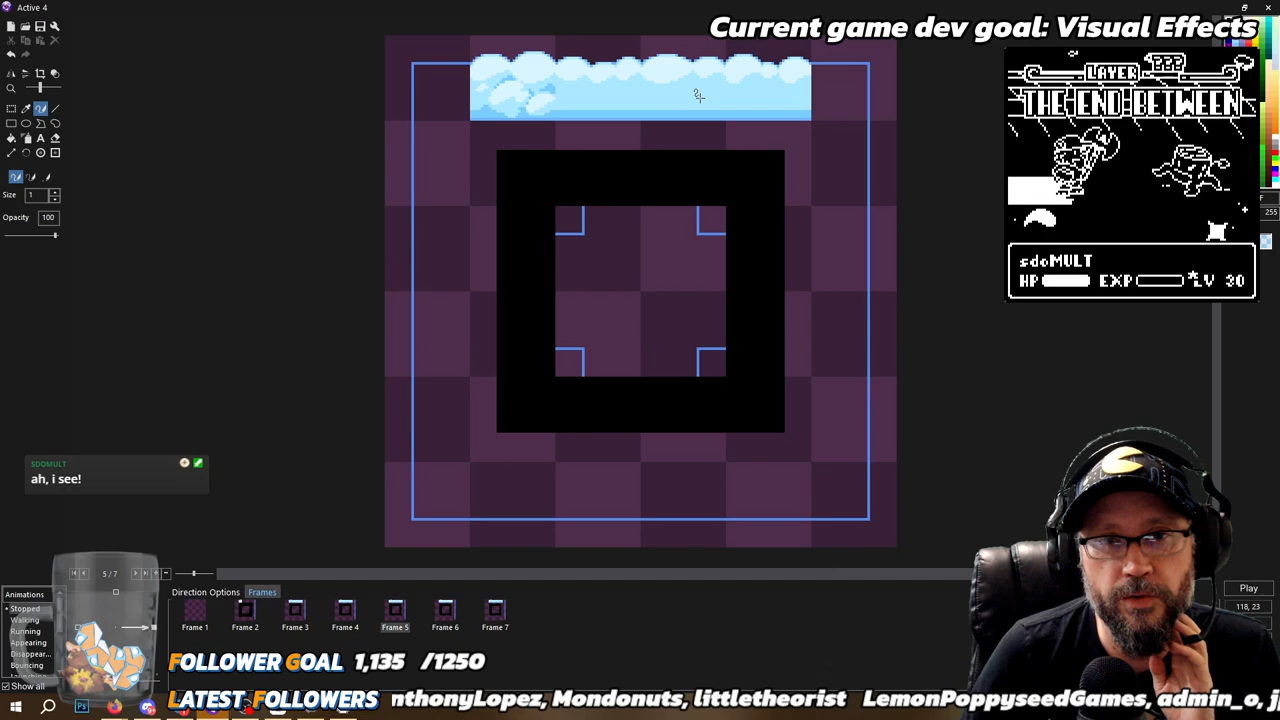 Active 4
Current game dev goal: Visual Effects
LAYER ???
THE END BETWEEN
Size 1
Opacity 100
255
sdoMULT
HP EXP LV 30
SDOMULT
ah, i see!
5 / 7
Animations
Direction Options Frames
Stopped
Walking
Running
Appearing
Disappear...
Bouncing
Show all
Frame 1 Frame 2 Frame 3 Frame 4 Frame 5 Frame 6 Frame 7
Play
118, 23
FOLLOWER GOAL 1,135 /1250
LATEST FOLLOWERS nthonyLopez, Mondonuts, littletheorist LemonPoppyseedGames, admin_o, j
Ps